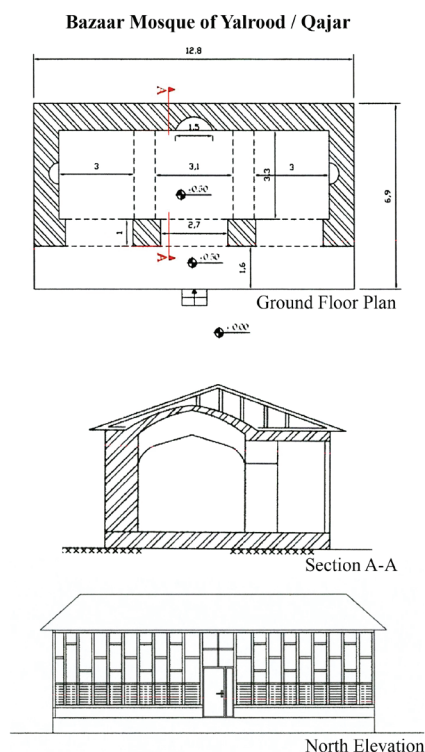 Bazaar Mosque of Yalrood / Qajar
12.8
A
1.5
3
3,1
3
3.3
+0.50
6.9
1
2.7
A
+0.50
1.6
Ground Floor Plan
+0.00
Section A-A
North Elevation